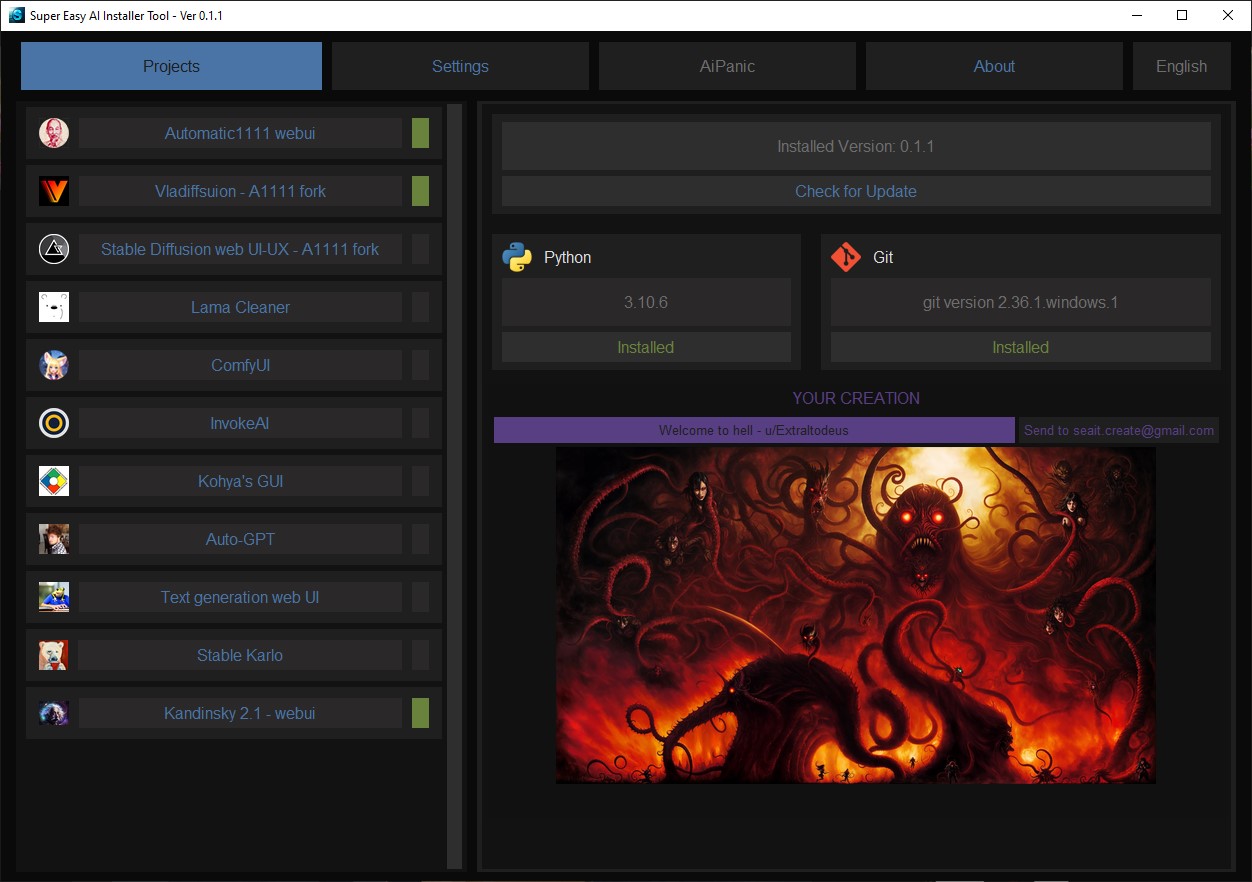 Super Easy AI Installer Tool - Ver 0.1.1
Projects
Settings
AiPanic
About
English
Automatic1111 webui
Vladiffsuion - A1111 fork
Stable Diffusion web UI-UX - A1111 fork
Lama Cleaner
ComfyUI
InvokeAI
Kohya's GUI
Auto-GPT
Text generation web UI
Stable Karlo
Kandinsky 2.1 - webui
Installed Version: 0.1.1
Check for Update
Python
3.10.6
Installed
Git
git version 2.36.1.windows.1
Installed
YOUR CREATION
Welcome to hell - u/Extraltodeus
Send to seait.create@gmail.com